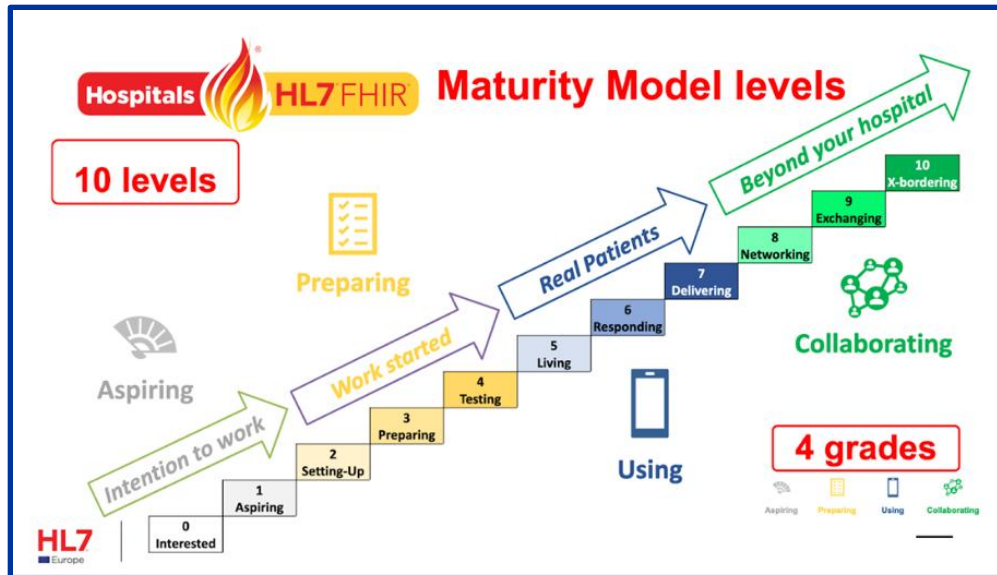 Hospitals HL7® FHIR® Maturity Model levels
10 levels
Beyond your hospital
Real Patients
Work started
Intention to work
Preparing
Aspiring
Using
Collaborating
10
X-bordering
9
Exchanging
8
Networking
7
Delivering
6
Responding
5
Living
4
Testing
3
Preparing
2
Setting-Up
1
Aspiring
0
Interested
4 grades
Aspiring Preparing Using Collaborating
HL7
Europe